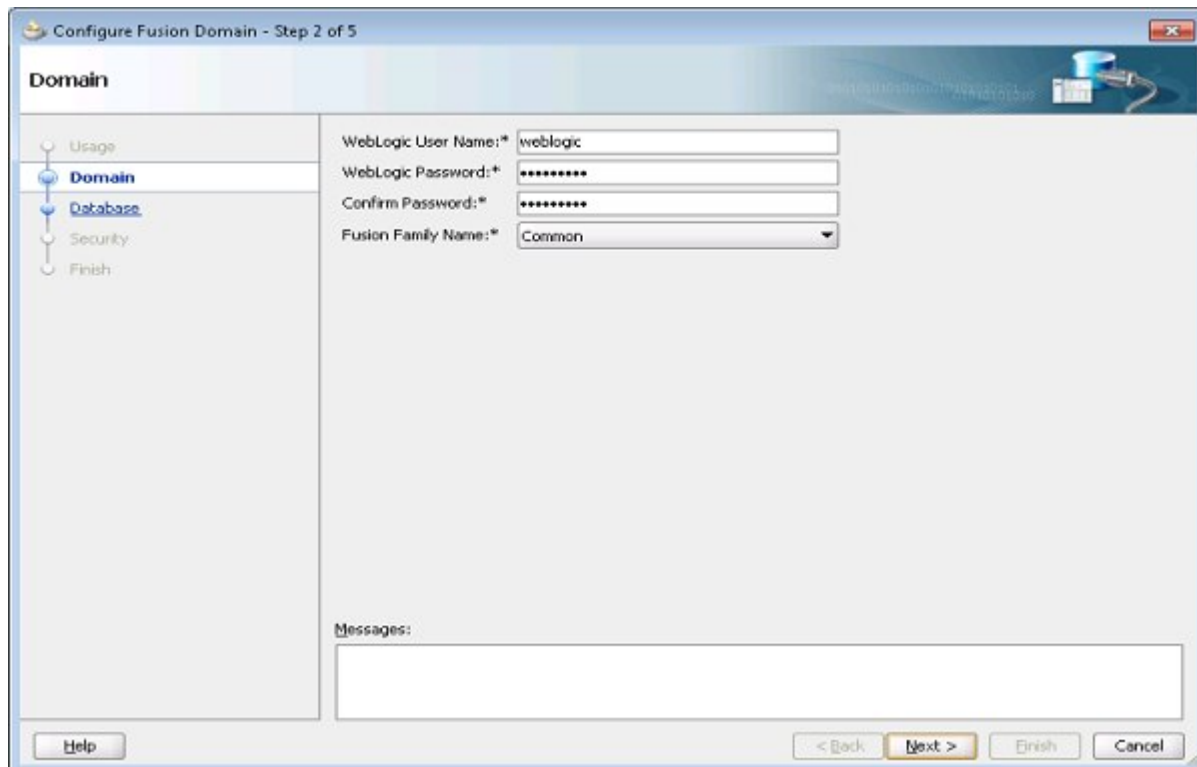 Configure Fusion Domain - Step 2 of 5
Domain
Usage
Domain
Database
Security
Finish
WebLogic User Name:* weblogic
WebLogic Password:* •••••••••
Confirm Password:* •••••••••
Fusion Family Name:* Common
Messages:
Help
< Back
Next >
Finish
Cancel